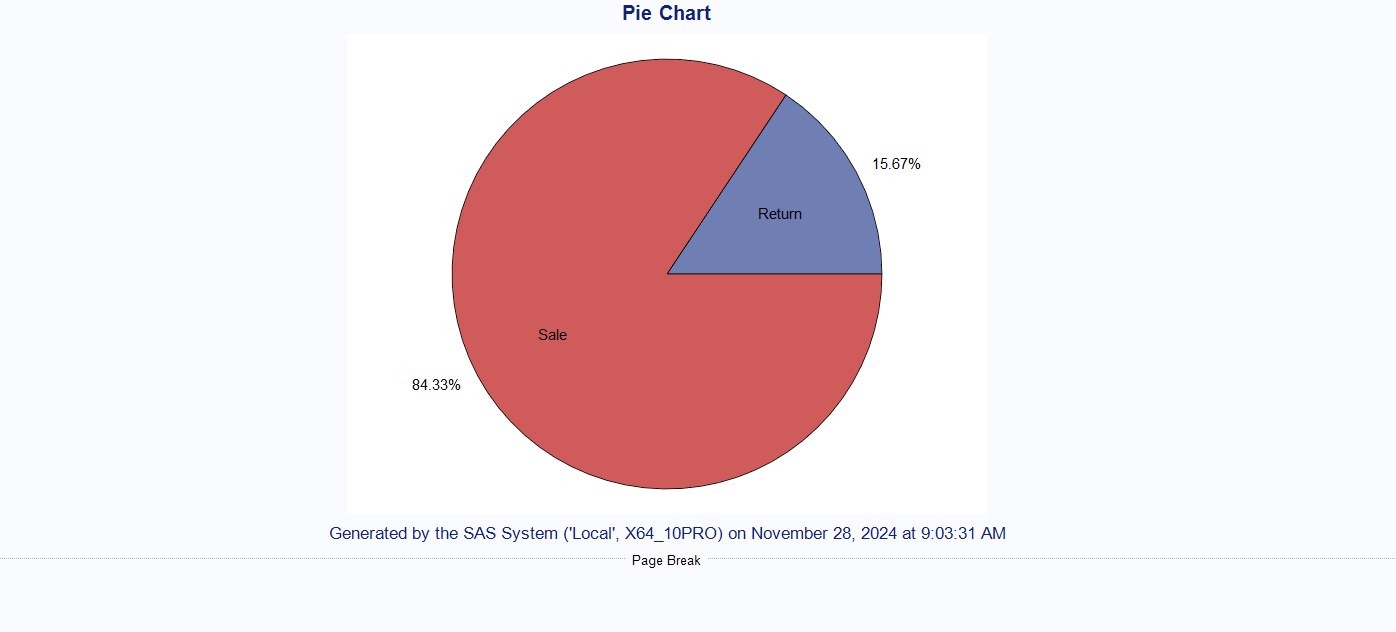 Pie Chart
15.67%
Return
Sale
84.33%
Generated by the SAS System ('Local', X64_10PRO) on November 28, 2024 at 9:03:31 AM
Page Break